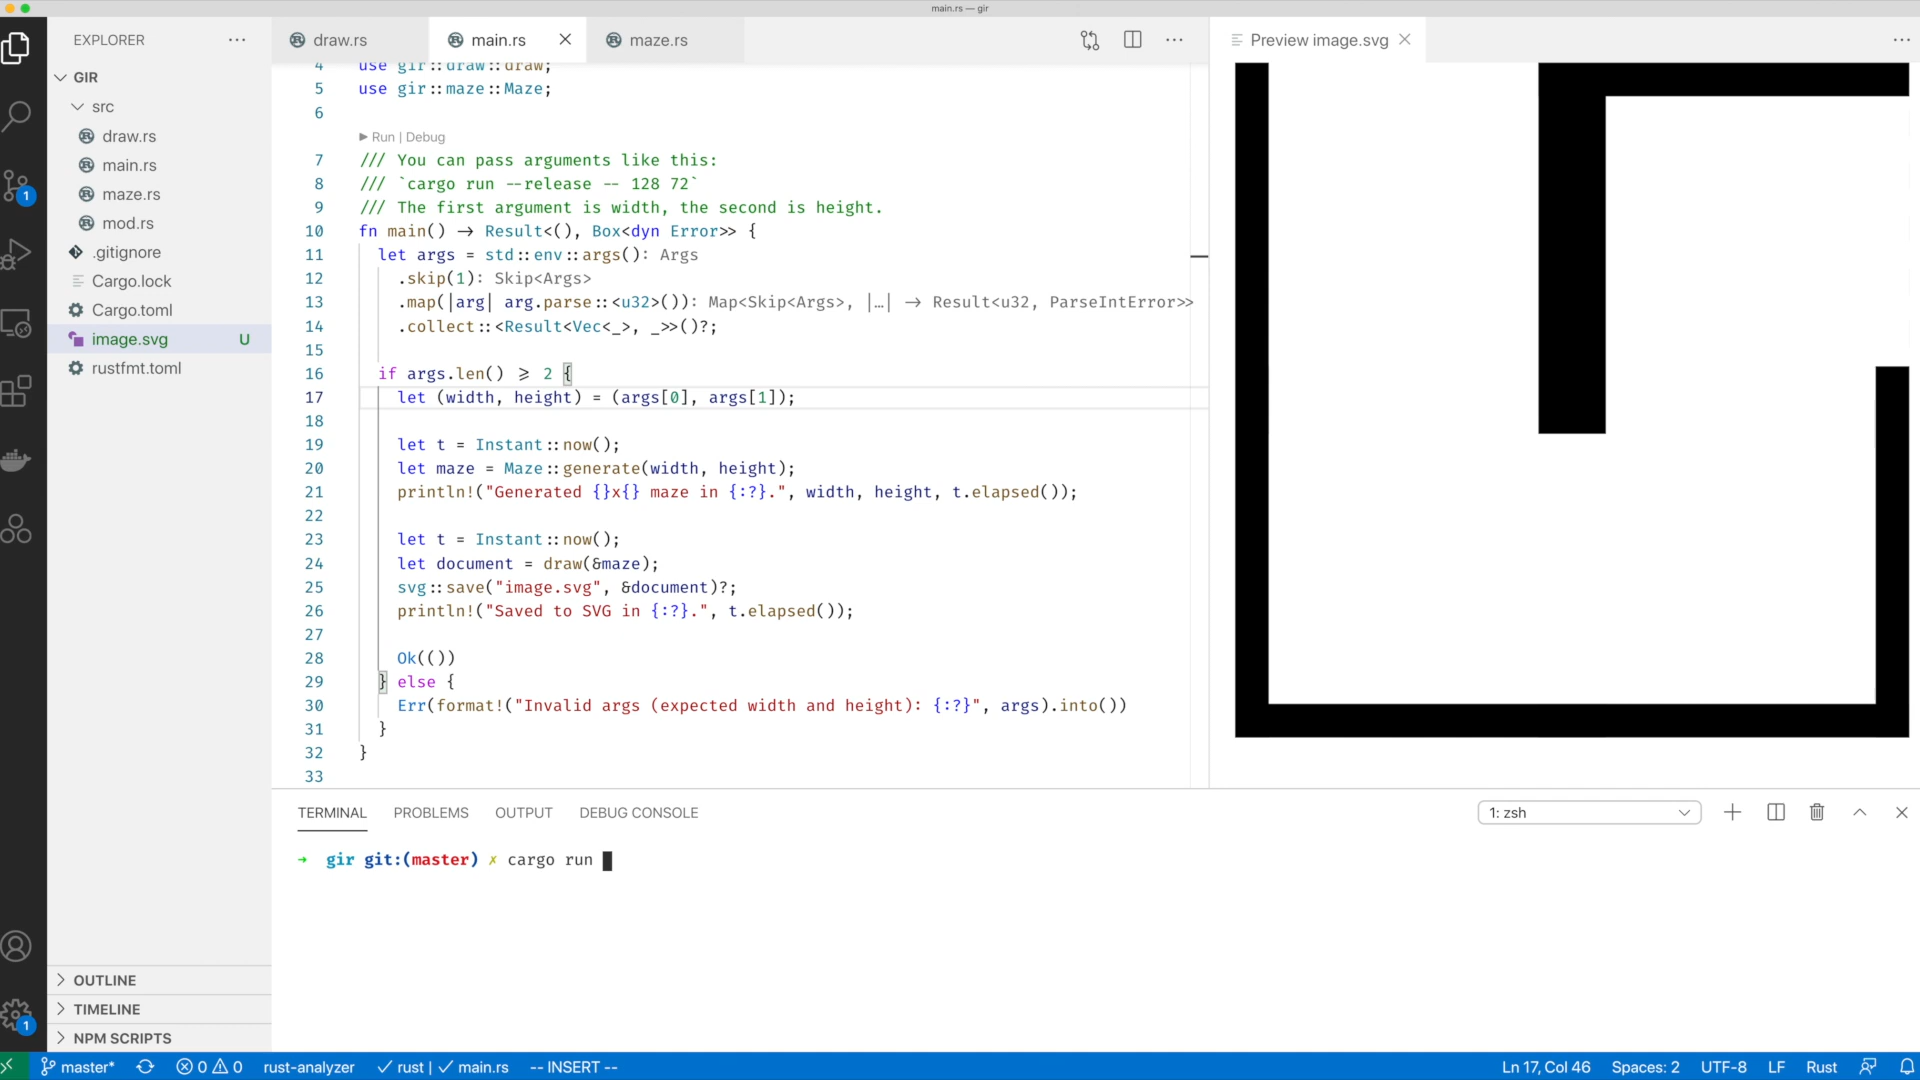 main.rs — gir
EXPLORER
GIR
src
draw.rs
main.rs
maze.rs
mod.rs
.gitignore
Cargo.lock
Cargo.toml
image.svg U
rustfmt.toml
OUTLINE
TIMELINE
NPM SCRIPTS
1
1
draw.rs
main.rs
maze.rs
4 use gir::draw::draw;
5 use gir::maze::Maze;
6
Run | Debug
7 /// You can pass arguments like this:
8 /// `cargo run --release -- 128 72`
9 /// The first argument is width, the second is height.
10 fn main() → Result<(), Box<dyn Error>> {
11 let args = std::env::args(): Args
12 .skip(1): Skip<Args>
13 .map(|arg| arg.parse::<u32>()): Map<Skip<Args>, |…| → Result<u32, ParseIntError>>
14 .collect::<Result<Vec<_>, _>>()?;
15
16 if args.len() ⩾ 2 {
17 let (width, height) = (args[0], args[1]);
18
19 let t = Instant::now();
20 let maze = Maze::generate(width, height);
21 println!("Generated {}x{} maze in {:?}.", width, height, t.elapsed());
22
23 let t = Instant::now();
24 let document = draw(&maze);
25 svg::save("image.svg", &document)?;
26 println!("Saved to SVG in {:?}.", t.elapsed());
27
28 Ok(())
29 } else {
30 Err(format!("Invalid args (expected width and height): {:?}", args).into())
31 }
32 }
33
Preview image.svg
TERMINAL PROBLEMS OUTPUT DEBUG CONSOLE
1: zsh
→ gir git:(master) ✗ cargo run
master* 0 0 rust-analyzer ✓ rust | ✓ main.rs -- INSERT --
Ln 17, Col 46 Spaces: 2 UTF-8 LF Rust